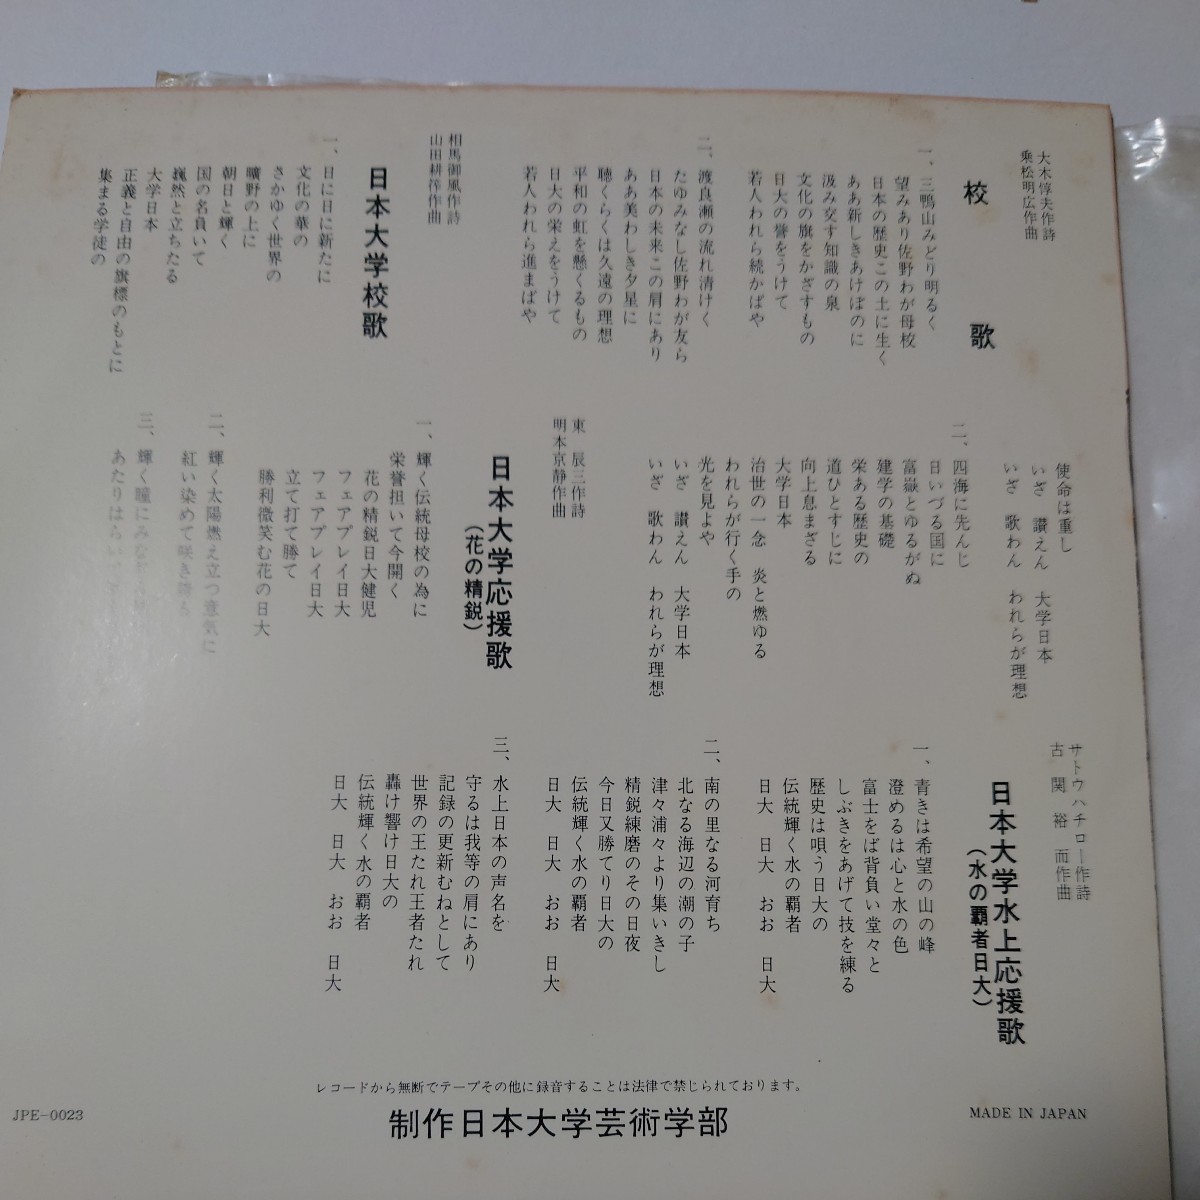 校歌
大木惇夫作詩
乗松明広作曲
一、三鴨山みどり明るく
望みあり佐野わが母校
日本の歴史この土に生く
ああ新しきあけぼのに
汲み交す知識の泉
文化の旗をかざすもの
日大の誉をうけて
若人われら続かばや
二、渡良瀬の流れ清けく
たゆみなし佐野わが友ら
日本の未来この肩にあり
ああ美わしき夕星に
聴くらくは久遠の理想
平和の虹を懸くるもの
日大の栄えをうけて
若人われら進まばや
相馬御風作詩
山田耕筰作曲
日本大学校歌
一、日に日に新たに
文化の華の
さかゆく世界の
曠野の上に
朝日と輝く
国の名負いて
巍然と立ちたる
大学日本
正義と自由の旗標のもとに
集まる学徒の
使命は重し
いざ 讃えん 大学日本
いざ 歌わん われらが理想
二、四海に先んじ
日いづる国に
富嶽とゆるがぬ
建学の基礎
栄ある歴史の
道ひとすじに
向上息まざる
大学日本
治世の一念 炎と燃ゆる
われらが行く手の
光を見よや
いざ 讃えん 大学日本
いざ 歌わん われらが理想
東 辰三作詩
明本京静作曲
日本大学応援歌
(花の精鋭)
一、輝く伝統母校の為に
栄誉担いて今開く
花の精鋭日大健児
フェアプレイ日大
フェアプレイ日大
立て打て勝て
勝利微笑む花の日大
二、輝く太陽燃え立つ意気に
紅い染めて咲き
三、輝く瞳にみな
サトウハチロー作詩
古関裕而作曲
日本大学水上応援歌
(水の覇者日大)
一、青きは希望の山の峰
澄めるは心と水の色
富士をば背負い堂々と
しぶきをあげて技を練る
歴史は唄う日大の
伝統輝く水の覇者
日大 日大 おお 日大
二、南の里なる河育ち
北なる海辺の潮の子
津々浦々より集いきし
精鋭練磨のその日夜
今日又勝てり日大の
伝統輝く水の覇者
日大 日大 おお 日大
三、水上日本の声名を
守るは我等の肩にあり
記録の更新むねとして
世界の王たれ王者たれ
轟け響け日大の
伝統輝く水の覇者
日大 日大 おお 日大
レコードから無断でテープその他に録音することは法律で禁じられております。
JPE-0023
制作日本大学芸術学部
MADE IN JAPAN